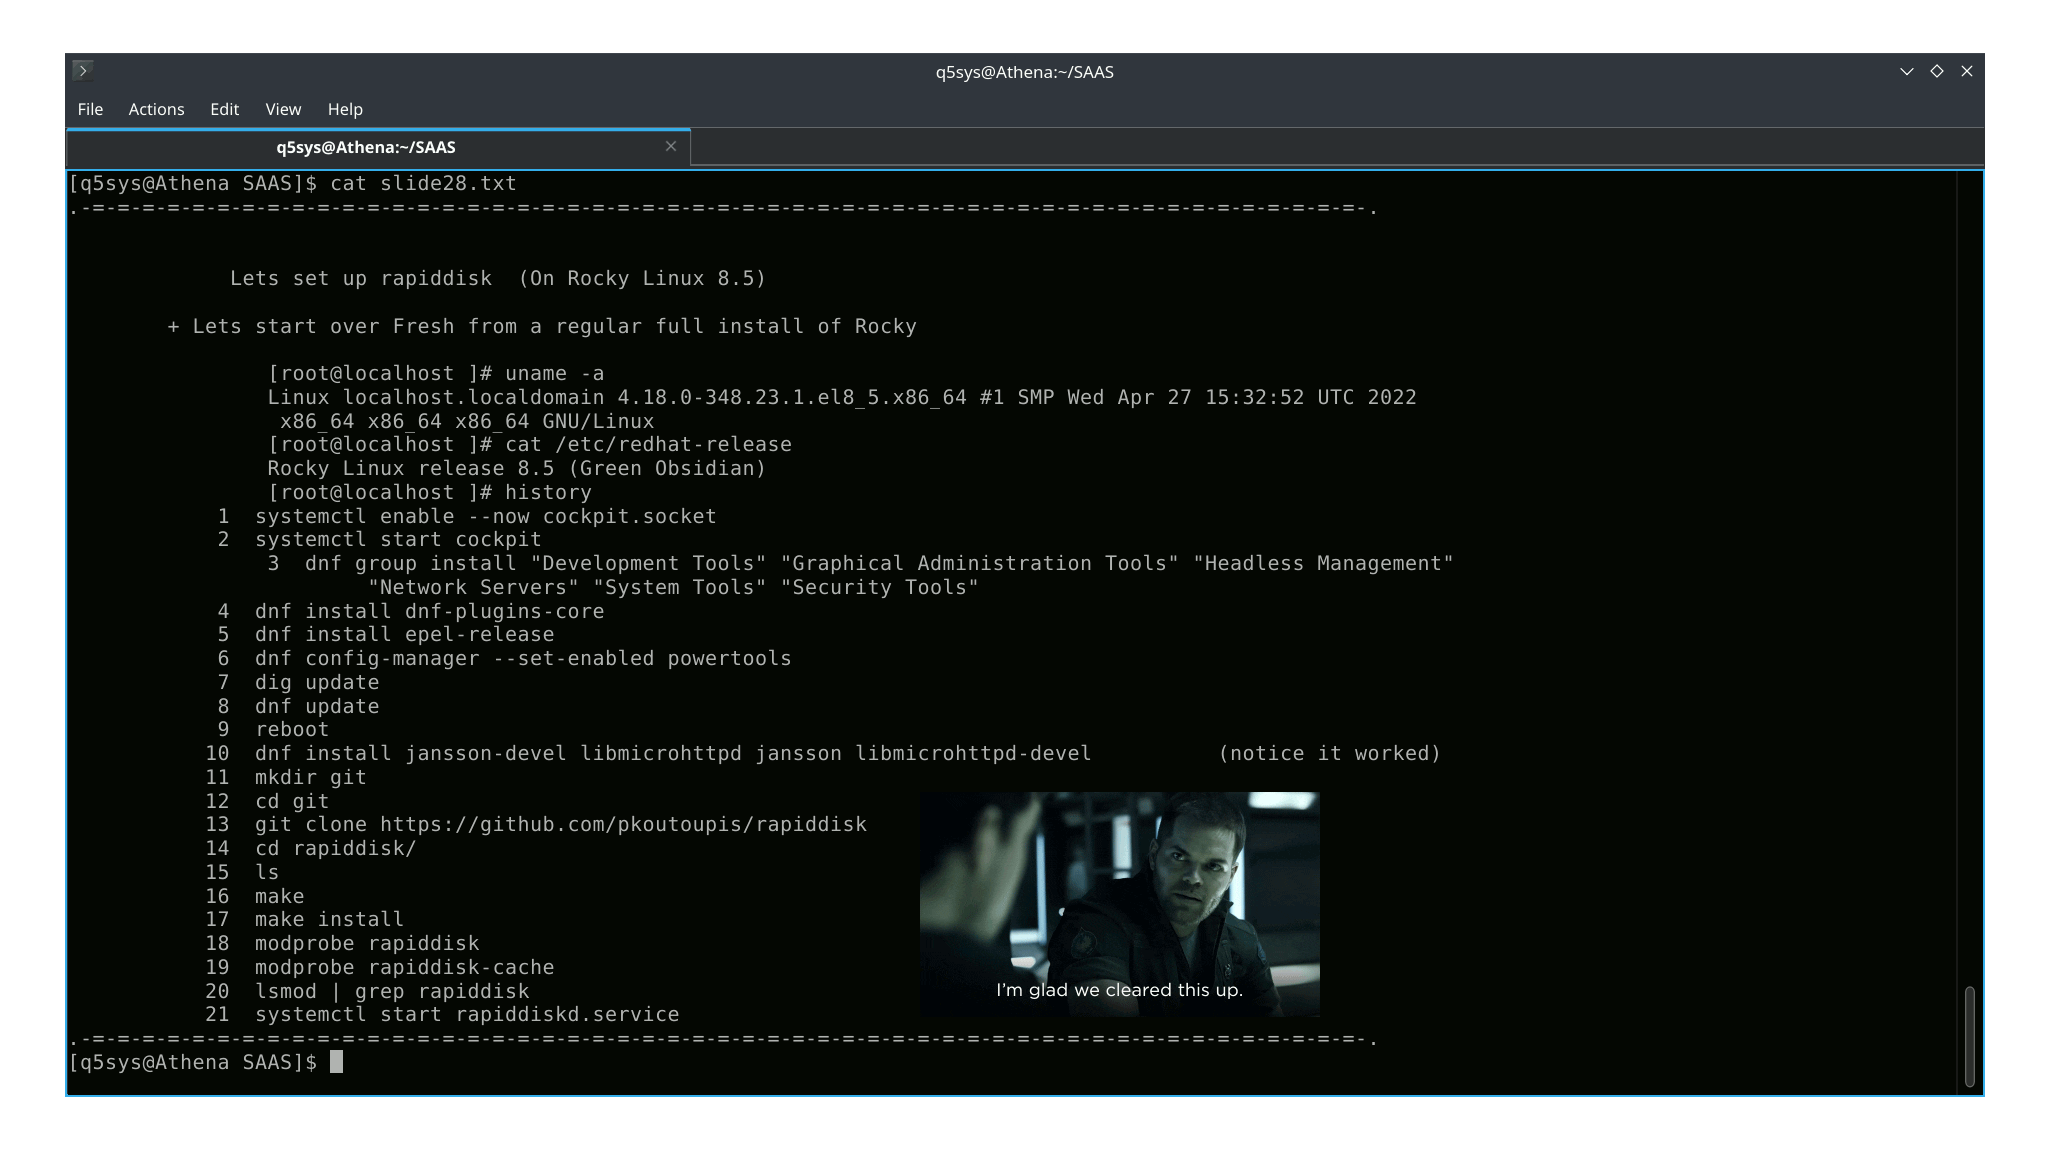 q5sys@Athena:~/SAAS
File Actions Edit View Help
q5sys@Athena:~/SAAS
[q5sys@Athena SAAS]$ cat slide28.txt
.-=-=-=-=-=-=-=-=-=-=-=-=-=-=-=-=-=-=-=-=-=-=-=-=-=-=-=-=-=-=-=-=-=-=-=-=-=-=-=-=-=-=-=-=-=-=-=-=-=-=-=-.
Lets set up rapiddisk  (On Rocky Linux 8.5)
+ Lets start over Fresh from a regular full install of Rocky
[root@localhost ]# uname -a
Linux localhost.localdomain 4.18.0-348.23.1.el8_5.x86_64 #1 SMP Wed Apr 27 15:32:52 UTC 2022
x86_64 x86_64 x86_64 GNU/Linux
[root@localhost ]# cat /etc/redhat-release
Rocky Linux release 8.5 (Green Obsidian)
[root@localhost ]# history
1  systemctl enable --now cockpit.socket
2  systemctl start cockpit
3  dnf group install "Development Tools" "Graphical Administration Tools" "Headless Management"
"Network Servers" "System Tools" "Security Tools"
4  dnf install dnf-plugins-core
5  dnf install epel-release
6  dnf config-manager --set-enabled powertools
7  dig update
8  dnf update
9  reboot
10  dnf install jansson-devel libmicrohttpd jansson libmicrohttpd-devel          (notice it worked)
11  mkdir git
12  cd git
13  git clone https://github.com/pkoutoupis/rapiddisk
14  cd rapiddisk/
15  ls
16  make
17  make install
18  modprobe rapiddisk
19  modprobe rapiddisk-cache
20  lsmod | grep rapiddisk
21  systemctl start rapiddiskd.service
I'm glad we cleared this up.
.-=-=-=-=-=-=-=-=-=-=-=-=-=-=-=-=-=-=-=-=-=-=-=-=-=-=-=-=-=-=-=-=-=-=-=-=-=-=-=-=-=-=-=-=-=-=-=-=-=-=-=-.
[q5sys@Athena SAAS]$